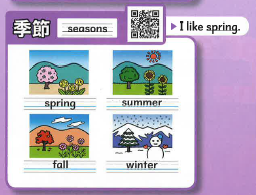 季節 seasons
I like spring.
spring summer
fall winter